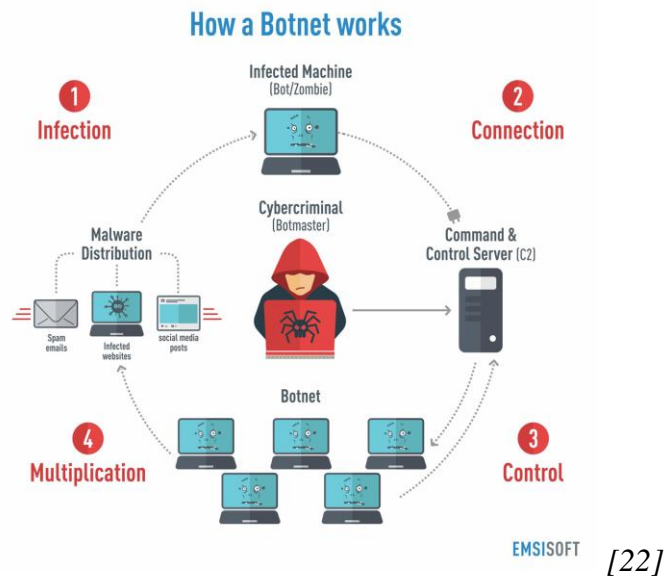 How a Botnet works
Infected Machine
(Bot/Zombie)
1
Infection
2
Connection
Cybercriminal
(Botmaster)
Malware
Distribution
Command &
Control Server (C2)
Spam
emails
Infected
websites
social media
posts
Botnet
4
Multiplication
3
Control
EMSISOFT
[22]